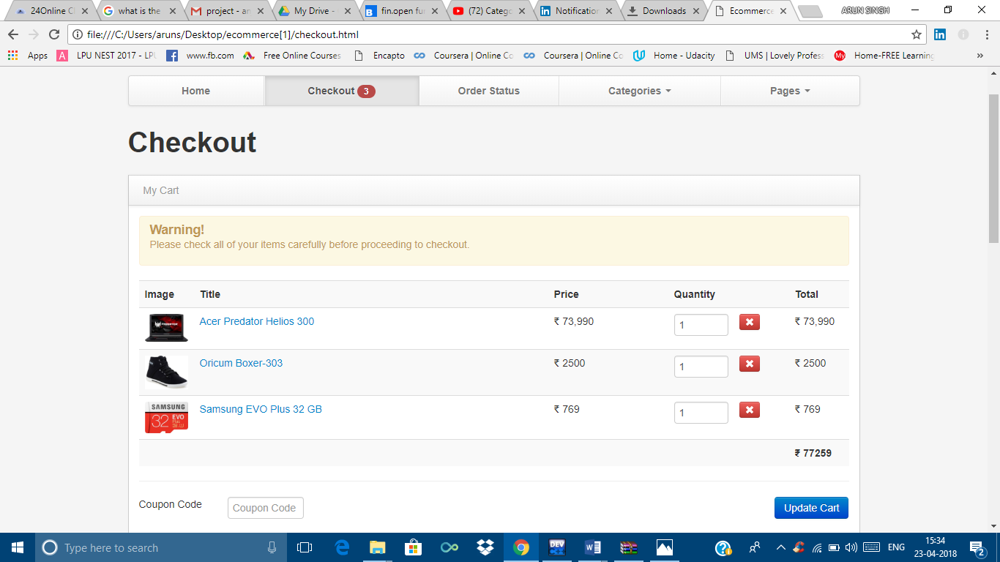 24Online Cl
what is the
project - ar
My Drive -
fin.open fu
(72) Catego
Notification
Downloads
Ecommerce
ARUN SINGH
file:///C:/Users/aruns/Desktop/ecommerce[1]/checkout.html
Apps
LPU NEST 2017 - LPU
www.fb.com
Free Online Courses
Encapto
Coursera | Online Co
Coursera | Online Co
Home - Udacity
UMS | Lovely Profess
Home-FREE Learning
Home
Checkout 3
Order Status
Categories
Pages
Checkout
My Cart
Warning!
Please check all of your items carefully before proceeding to checkout.
Image Title Price Quantity Total
PREDATOR
Acer Predator Helios 300 ₹ 73,990 1 ₹ 73,990
Oricum Boxer-303 ₹ 2500 1 ₹ 2500
SAMSUNG
32 EVO
Plus
Samsung EVO Plus 32 GB ₹ 769 1 ₹ 769
₹ 77259
Coupon Code
Coupon Code
Update Cart
Type here to search
DEV
ENG
15:34
23-04-2018
2